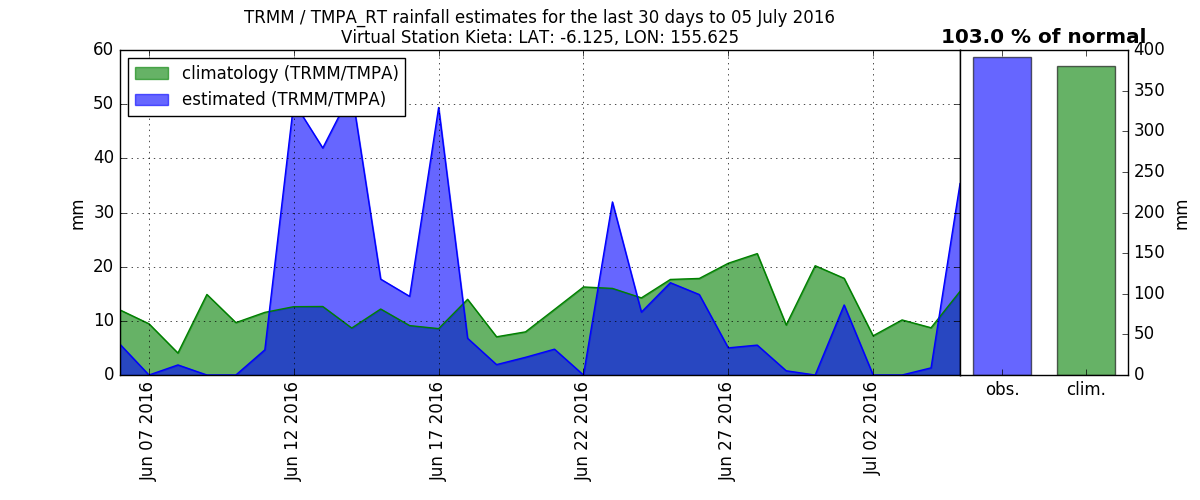 TRMM / TMPA_RT rainfall estimates for the last 30 days to 05 July 2016
Virtual Station Kieta: LAT: -6.125, LON: 155.625
103.0 % of normal
climatology (TRMM/TMPA)
estimated (TRMM/TMPA)
60
50
40
30
20
10
0
mm
Jun 07 2016
Jun 12 2016
Jun 17 2016
Jun 22 2016
Jun 27 2016
Jul 02 2016
obs.
clim.
400
350
300
250
200
150
100
50
0
mm